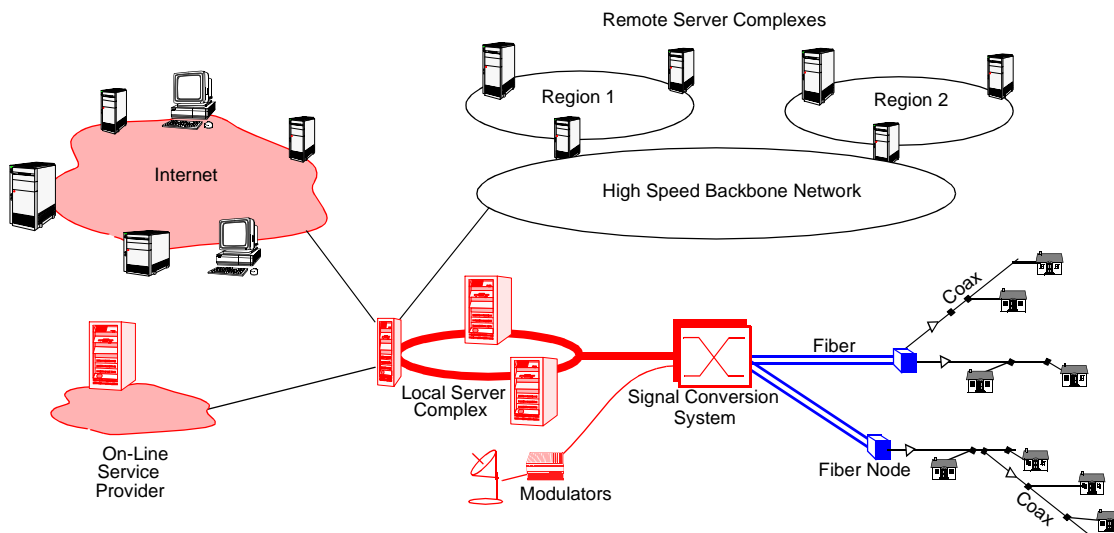 Remote Server Complexes
Region 1
Region 2
Internet
High Speed Backbone Network
Coax
Fiber
Local Server
Complex
Signal Conversion
System
On-Line
Service
Provider
Modulators
Fiber Node
Coax